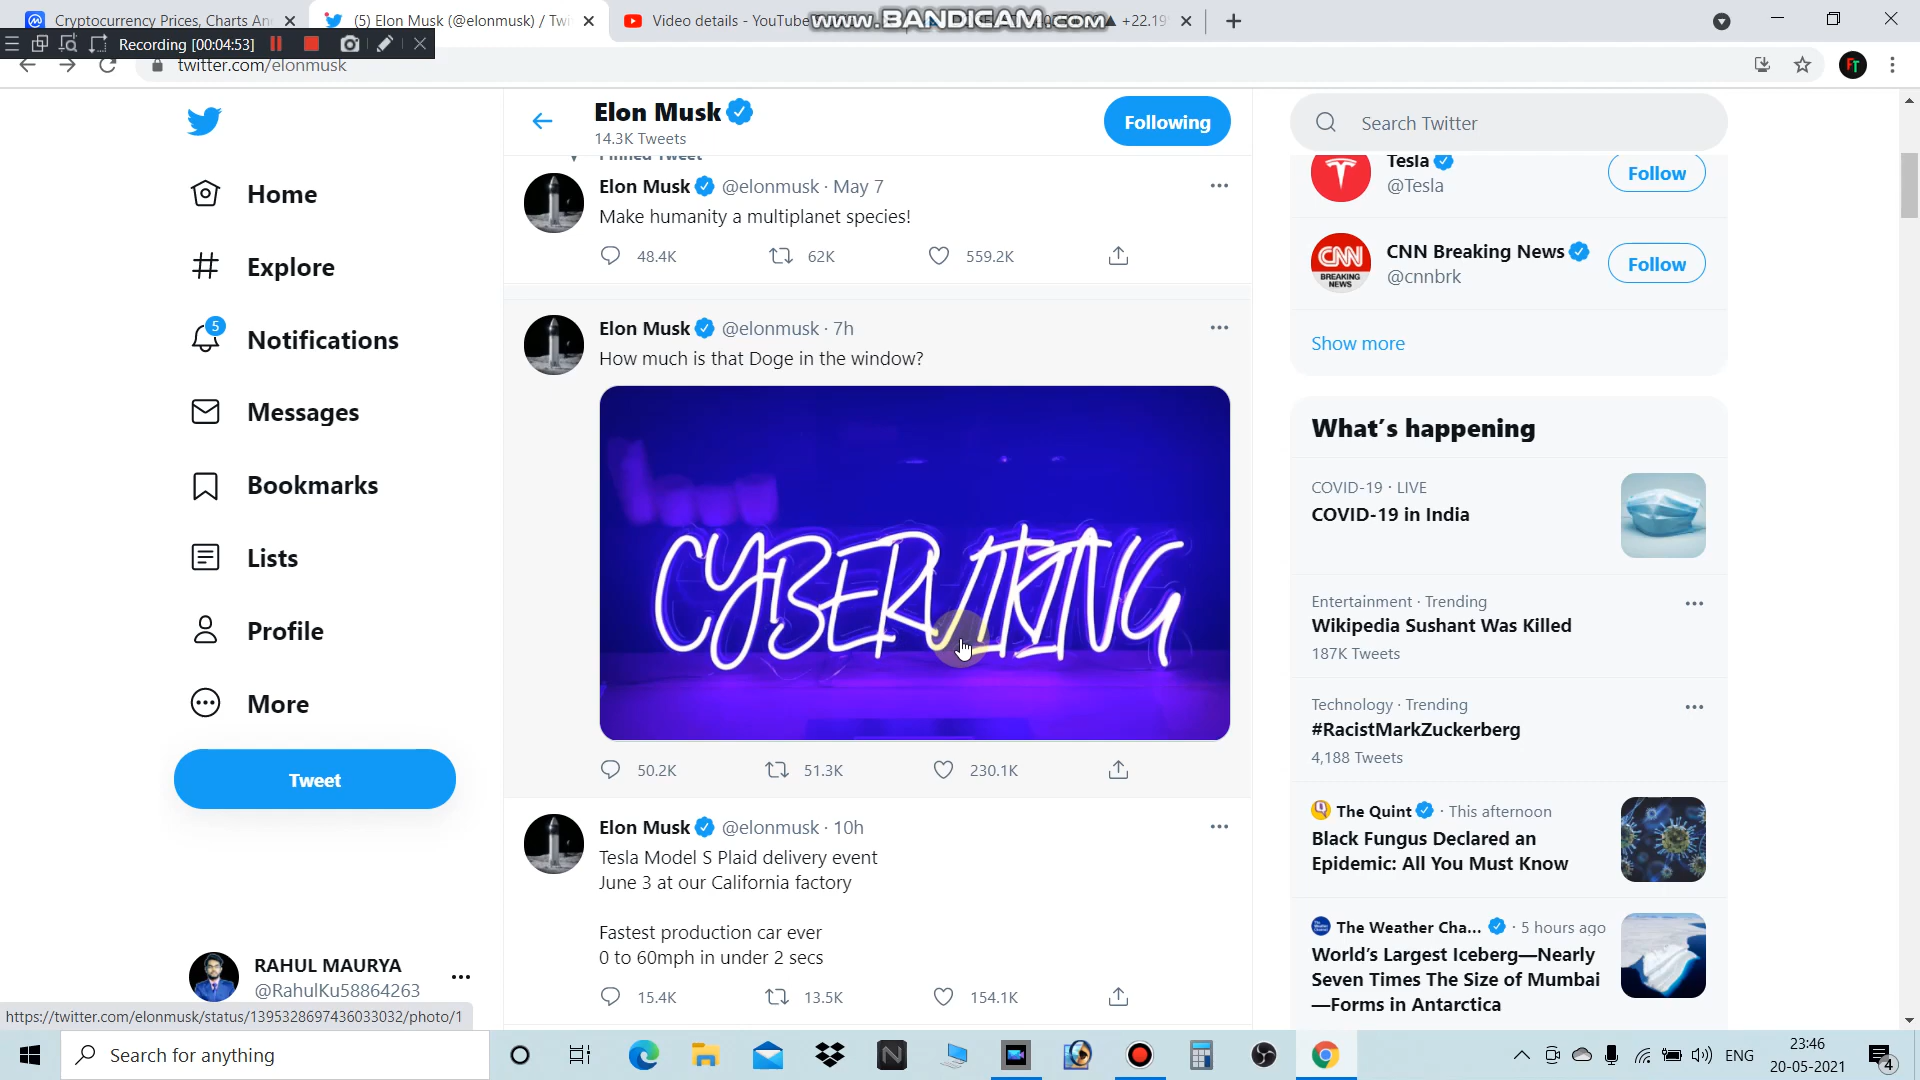 Cryptocurrency Prices, Charts An
(5) Elon Musk (@elonmusk) / Twi
Video details - YouTube
www.BANDICAM.com
+22.19
Recording [00:04:53]
twitter.com/elonmusk
Home
Explore
5
Notifications
Messages
Bookmarks
Lists
Profile
More
Tweet
RAHUL MAURYA
@RahulKu58864263
https://twitter.com/elonmusk/status/1395328697436033032/photo/1
Elon Musk
14.3K Tweets
Following
Pinned Tweet
Elon Musk @elonmusk · May 7
Make humanity a multiplanet species!
48.4K 62K 559.2K
Elon Musk @elonmusk · 7h
How much is that Doge in the window?
CYBERVIKING
50.2K 51.3K 230.1K
Elon Musk @elonmusk · 10h
Tesla Model S Plaid delivery event
June 3 at our California factory
Fastest production car ever
0 to 60mph in under 2 secs
15.4K 13.5K 154.1K
Search Twitter
Tesla
@Tesla
Follow
CNN
BREAKING
NEWS
CNN Breaking News
@cnnbrk
Follow
Show more
What's happening
COVID-19 · LIVE
COVID-19 in India
Entertainment · Trending
Wikipedia Sushant Was Killed
187K Tweets
Technology · Trending
#RacistMarkZuckerberg
4,188 Tweets
The Quint · This afternoon
Black Fungus Declared an
Epidemic: All You Must Know
The Weather Cha... · 5 hours ago
World's Largest Iceberg—Nearly
Seven Times The Size of Mumbai
—Forms in Antarctica
Search for anything
ENG
23:46
20-05-2021
4